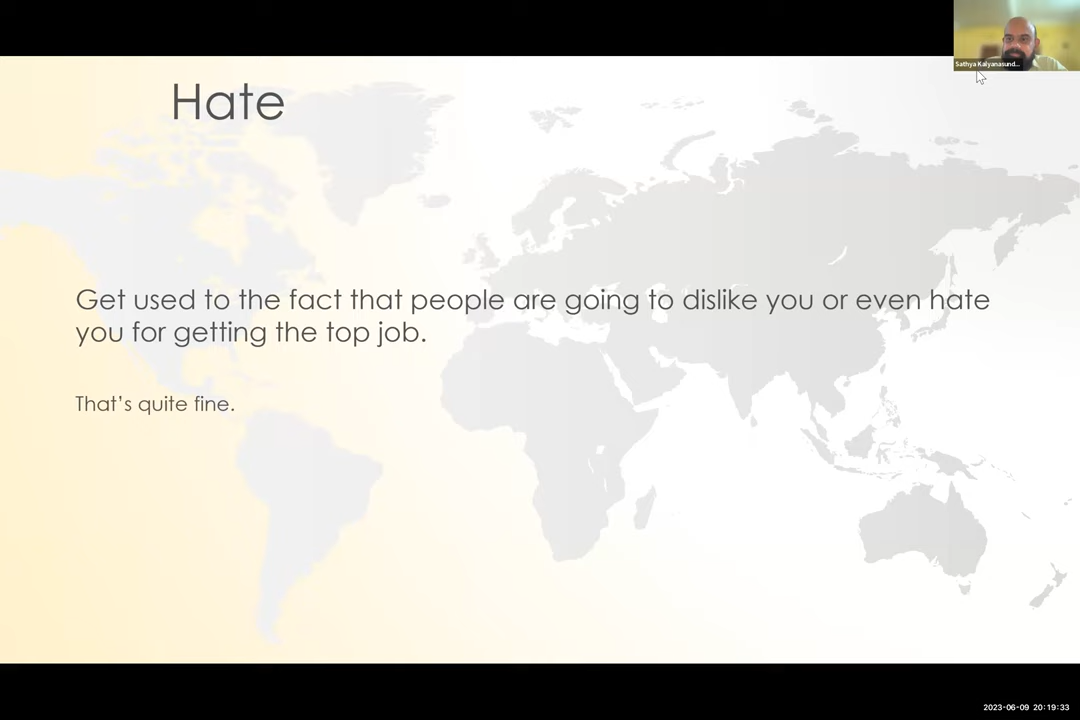 Sathya Kalyanasund...
Hate
Get used to the fact that people are going to dislike you or even hate
you for getting the top job.
That's quite fine.
2023-06-09 20:19:33